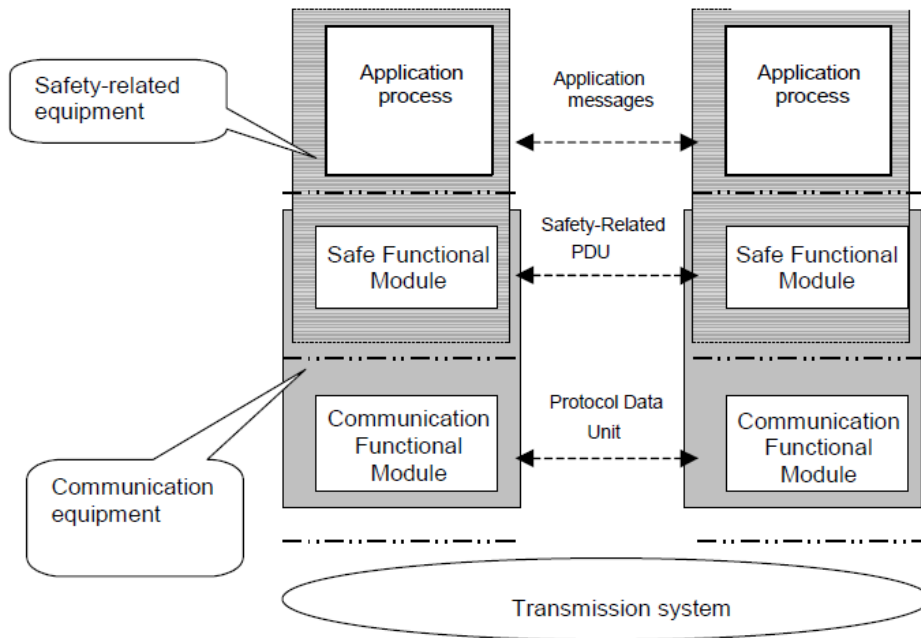 Safety-related
equipment
Application
process
Application
messages
Application
process
Safe Functional
Module
Safety-Related
PDU
Safe Functional
Module
Communication
Functional
Module
Protocol Data
Unit
Communication
Functional
Module
Communication
equipment
Transmission system